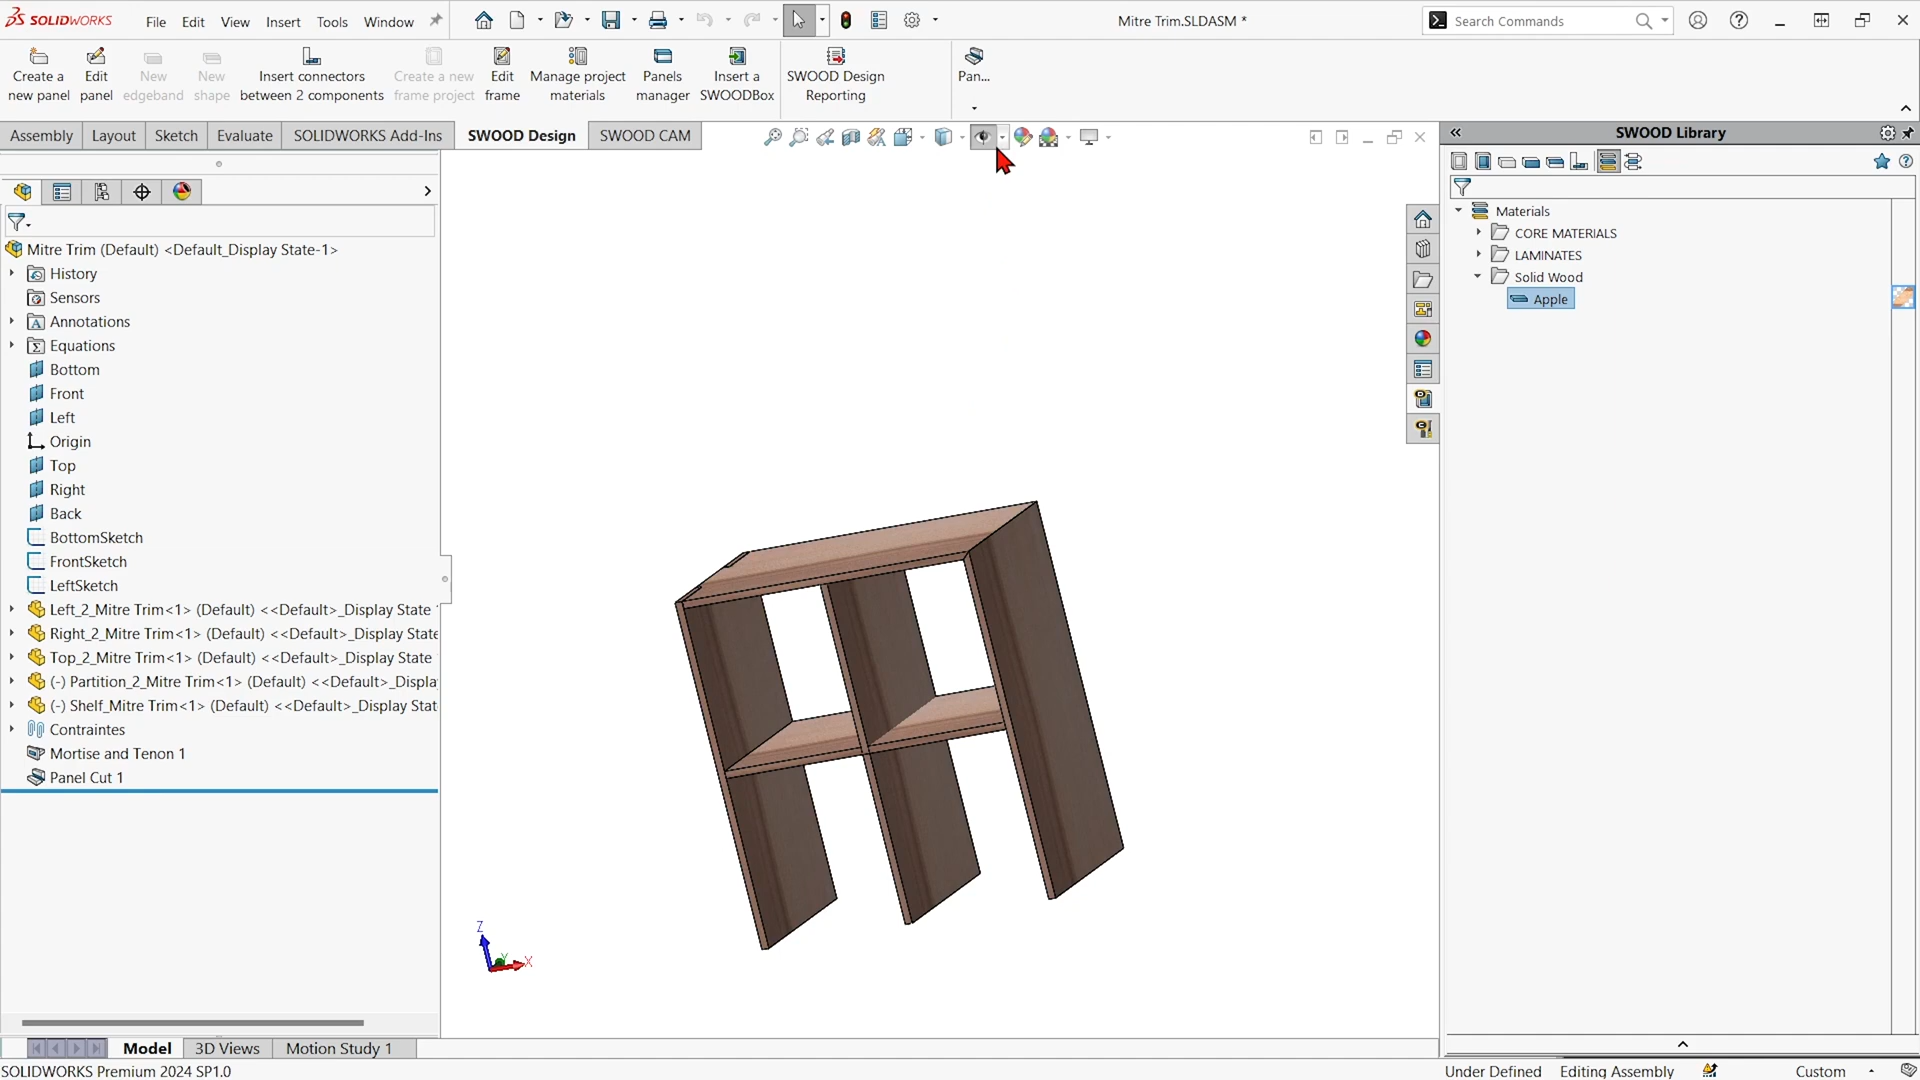 SOLIDWORKS
File Edit View Insert Tools Window
Mitre Trim.SLDASM *
Search Commands
Create a new panel
Edit panel
New edgeband
New shape
Insert connectors between 2 components
Create a new frame project
Edit frame
Manage project materials
Panels manager
Insert a SWOODBox
SWOOD Design Reporting
Pan...
Assembly Layout Sketch Evaluate SOLIDWORKS Add-Ins SWOOD Design SWOOD CAM
SWOOD Library
Mitre Trim (Default) <Default_Display State-1>
History
Sensors
Annotations
Equations
Bottom
Front
Left
Origin
Top
Right
Back
BottomSketch
FrontSketch
LeftSketch
Left_2_Mitre Trim<1> (Default) <<Default>_Display State
Right_2_Mitre Trim<1> (Default) <<Default>_Display State
Top_2_Mitre Trim<1> (Default) <<Default>_Display State
(-) Partition_2_Mitre Trim<1> (Default) <<Default>_Displa
(-) Shelf_Mitre Trim<1> (Default) <<Default>_Display Stat
Contraintes
Mortise and Tenon 1
Panel Cut 1
Materials
CORE MATERIALS
LAMINATES
Solid Wood
Apple
Z
Y
X
Model 3D Views Motion Study 1
SOLIDWORKS Premium 2024 SP1.0
Under Defined Editing Assembly Custom